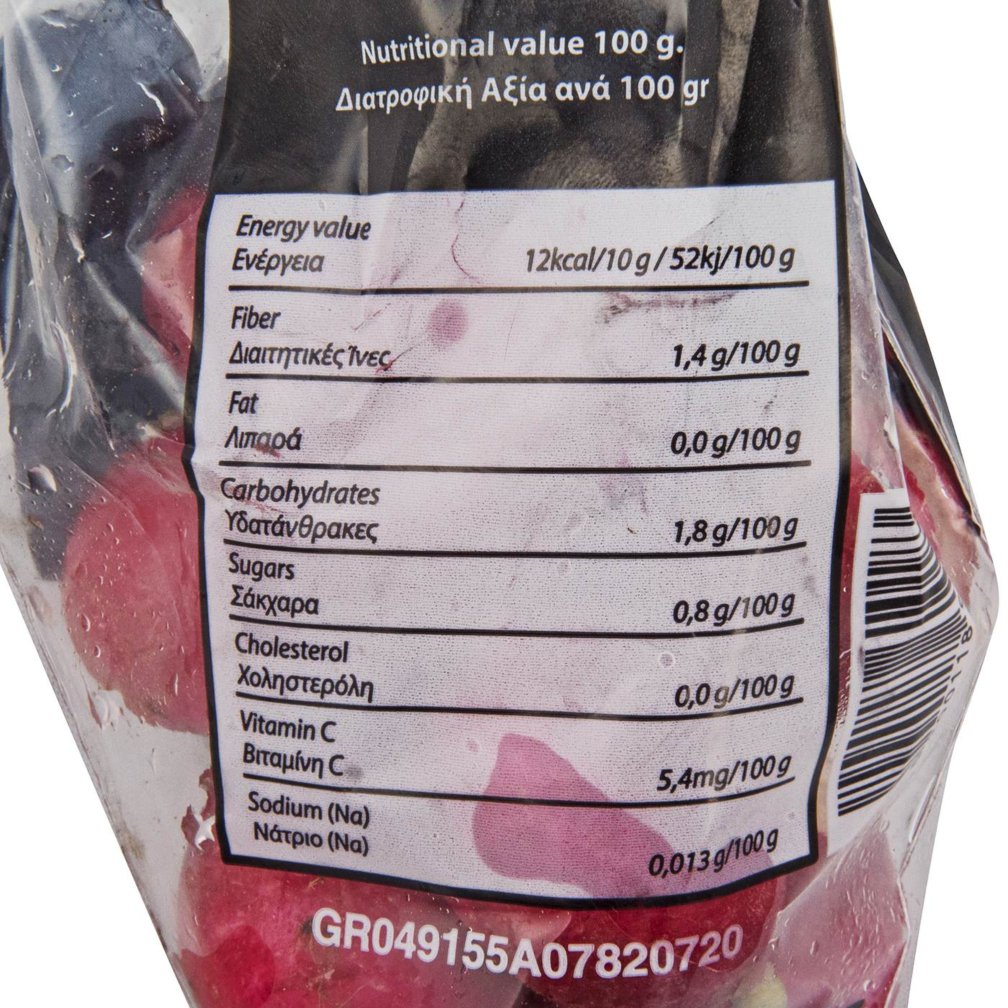 Nutritional value 100 g.
Διατροφική Αξία ανά 100 gr
Energy value
Ενέργεια 12kcal/10 g / 52kj/100 g
Fiber
Διαιτητικές Ίνες 1,4 g/100 g
Fat
Λιπαρά 0,0 g/100 g
Carbohydrates
Υδατάνθρακες 1,8 g/100 g
Sugars
Σάκχαρα 0,8 g/100 g
Cholesterol
Χοληστερόλη 0,0 g/100 g
Vitamin C
Βιταμίνη C 5,4mg/100 g
Sodium (Na)
Νάτριο (Na) 0,013 g/100 g
GR049155A07820720